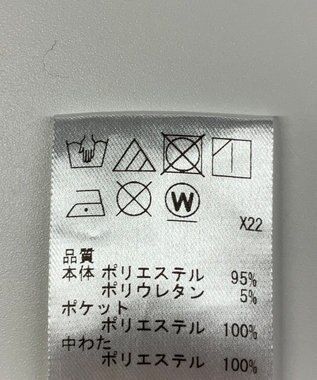 W
X22
品質
本体 ポリエステル 95%
ポリウレタン 5%
ポケット
ポリエステル 100%
中わた
ポリエステル 100%